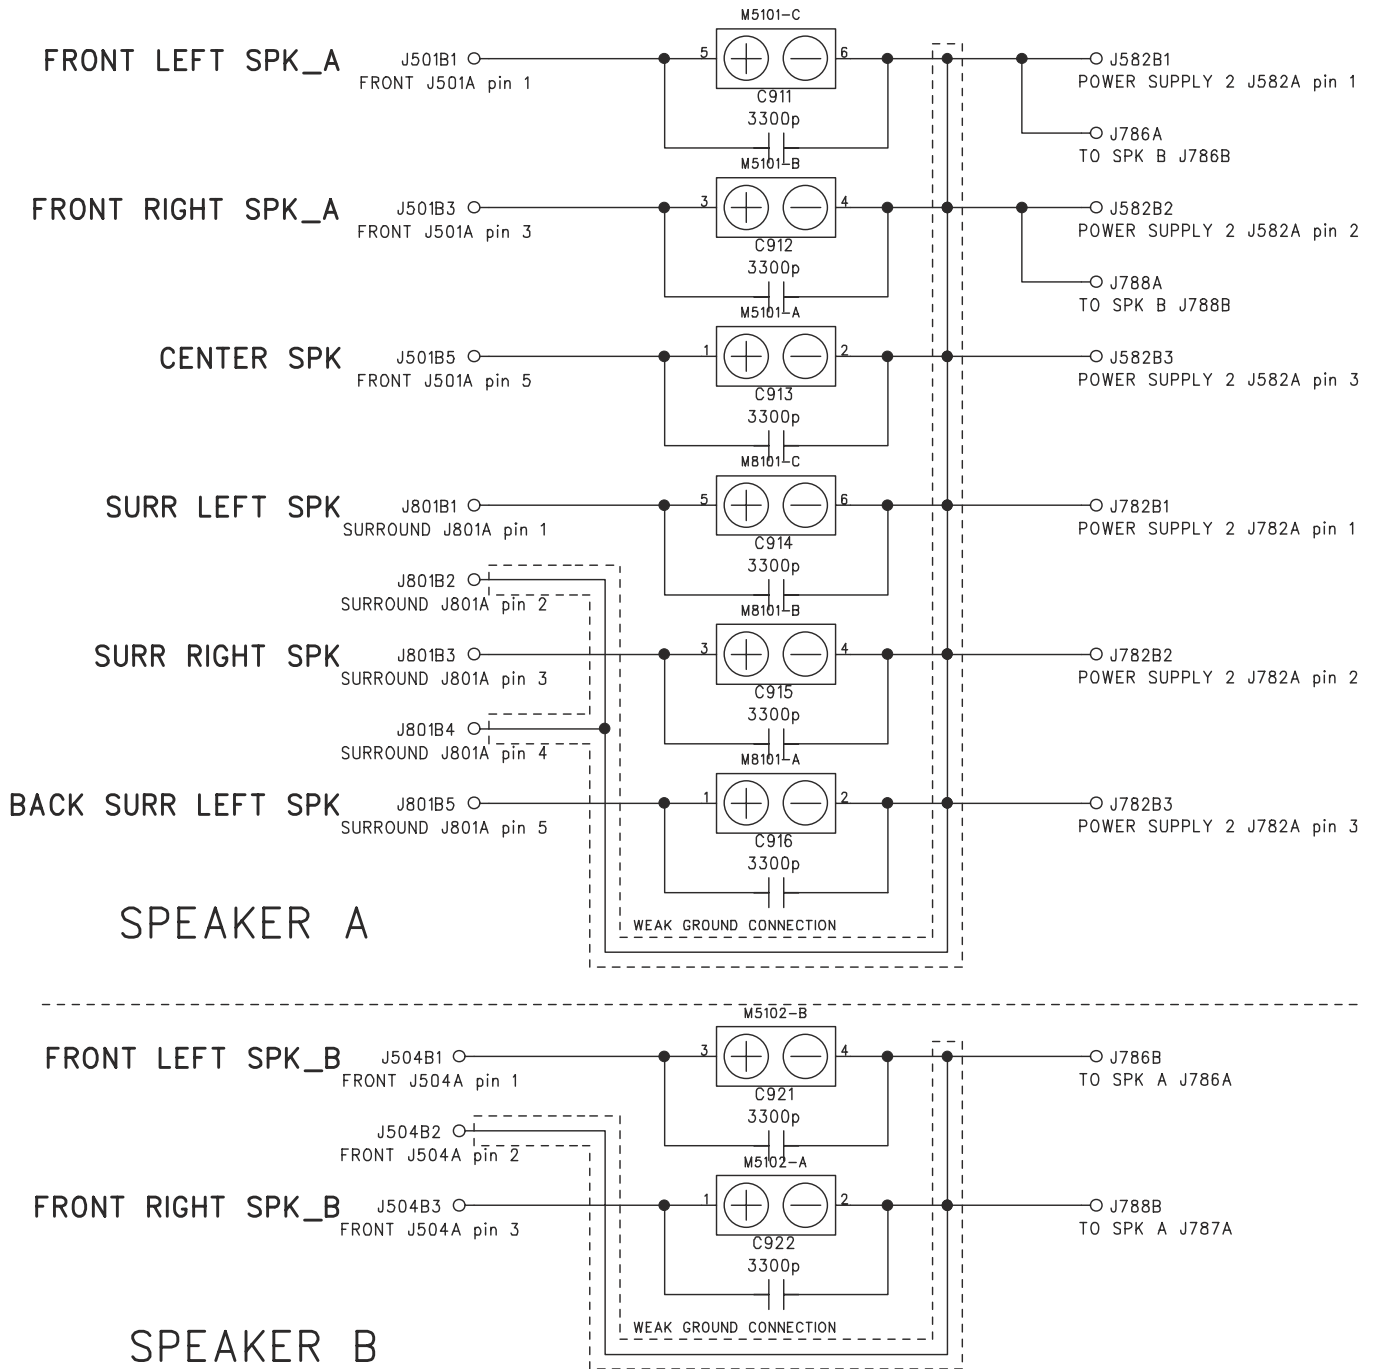 M5101-C
FRONT LEFT SPK_A
J501B1
5
6
J582B1
FRONT J501A pin 1
POWER SUPPLY 2 J582A pin 1
C911
3300p
J786A
TO SPK B J786B
M5101-B
FRONT RIGHT SPK_A
J501B3
3
4
J582B2
FRONT J501A pin 3
POWER SUPPLY 2 J582A pin 2
C912
3300p
J788A
TO SPK B J788B
M5101-A
CENTER SPK
J501B5
1
2
J582B3
FRONT J501A pin 5
POWER SUPPLY 2 J582A pin 3
C913
3300p
M8101-C
SURR LEFT SPK
J801B1
5
6
J782B1
SURROUND J801A pin 1
POWER SUPPLY 2 J782A pin 1
C914
3300p
J801B2
SURROUND J801A pin 2
M8101-B
SURR RIGHT SPK
J801B3
3
4
J782B2
SURROUND J801A pin 3
POWER SUPPLY 2 J782A pin 2
C915
3300p
J801B4
SURROUND J801A pin 4
M8101-A
BACK SURR LEFT SPK
J801B5
1
2
J782B3
SURROUND J801A pin 5
POWER SUPPLY 2 J782A pin 3
C916
3300p
SPEAKER A
WEAK GROUND CONNECTION
M5102-B
FRONT LEFT SPK_B
J504B1
3
4
J786B
FRONT J504A pin 1
TO SPK A J786A
C921
3300p
J504B2
FRONT J504A pin 2
M5102-A
FRONT RIGHT SPK_B
J504B3
1
2
J788B
FRONT J504A pin 3
TO SPK A J787A
C922
3300p
WEAK GROUND CONNECTION
SPEAKER B